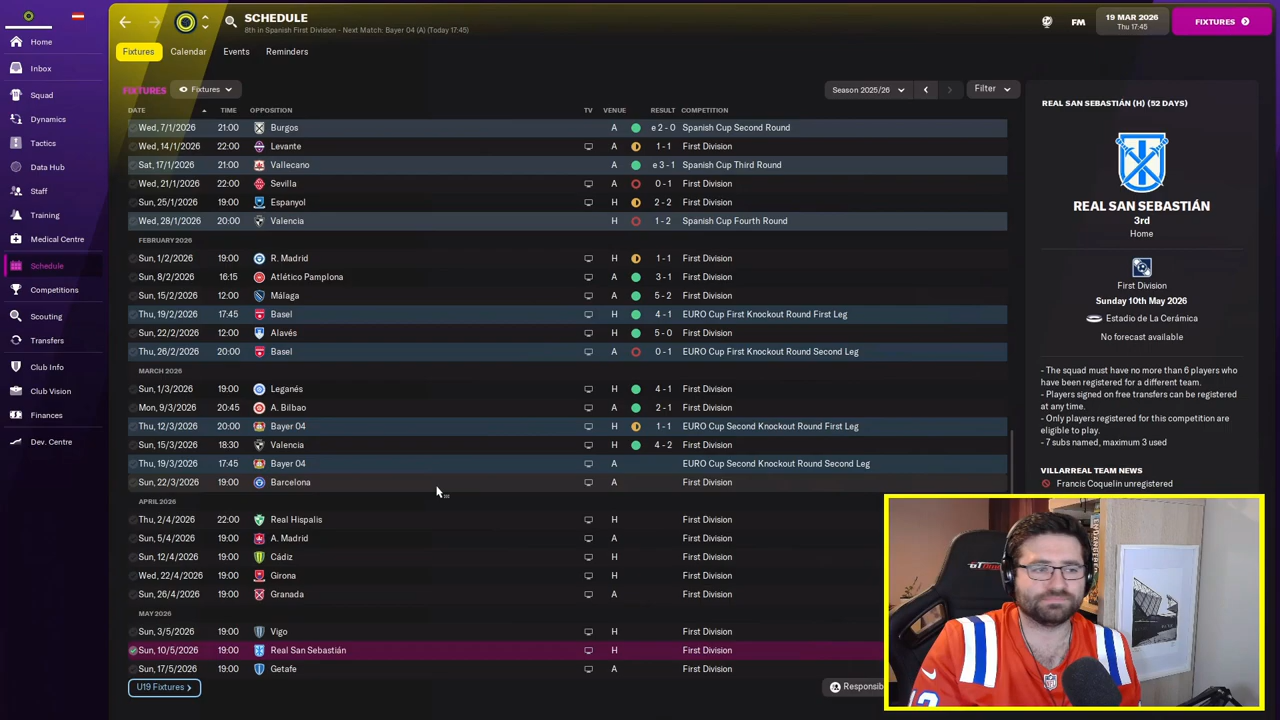 SCHEDULE
8th in Spanish First Division - Next Match: Bayer 04 (A) (Today 17:45)
FM
19 MAR 2026
Thu 17:45
FIXTURES
Home
Inbox
Squad
Dynamics
Tactics
Data Hub
Staff
Training
Medical Centre
Schedule
Competitions
Scouting
Transfers
Club Info
Club Vision
Finances
Dev. Centre
Fixtures Calendar Events Reminders
FIXTURES Fixtures Season 2025/26 Filter
DATE TIME OPPOSITION TV VENUE RESULT COMPETITION
Wed, 7/1/2026 21:00 Burgos A e 2 - 0 Spanish Cup Second Round
Wed, 14/1/2026 22:00 Levante A 1 - 1 First Division
Sat, 17/1/2026 21:00 Vallecano A e 3 - 1 Spanish Cup Third Round
Wed, 21/1/2026 22:00 Sevilla A 0 - 1 First Division
Sun, 25/1/2026 19:00 Espanyol H 2 - 2 First Division
Wed, 28/1/2026 20:00 Valencia H 1 - 2 Spanish Cup Fourth Round
FEBRUARY 2026
Sun, 1/2/2026 19:00 R. Madrid H 1 - 1 First Division
Sun, 8/2/2026 16:15 Atlético Pamplona H 3 - 1 First Division
Sun, 15/2/2026 12:00 Málaga A 5 - 2 First Division
Thu, 19/2/2026 17:45 Basel H 4 - 1 EURO Cup First Knockout Round First Leg
Sun, 22/2/2026 12:00 Alavés H 5 - 0 First Division
Thu, 26/2/2026 20:00 Basel A 0 - 1 EURO Cup First Knockout Round Second Leg
MARCH 2026
Sun, 1/3/2026 19:00 Leganés H 4 - 1 First Division
Mon, 9/3/2026 20:45 A. Bilbao A 2 - 1 First Division
Thu, 12/3/2026 20:00 Bayer 04 H 1 - 1 EURO Cup Second Knockout Round First Leg
Sun, 15/3/2026 18:30 Valencia H 4 - 2 First Division
Thu, 19/3/2026 17:45 Bayer 04 A EURO Cup Second Knockout Round Second Leg
Sun, 22/3/2026 19:00 Barcelona A First Division
APRIL 2026
Thu, 2/4/2026 22:00 Real Hispalis H First Division
Sun, 5/4/2026 19:00 A. Madrid A First Division
Sun, 12/4/2026 19:00 Cádiz H First Division
Wed, 22/4/2026 19:00 Girona H First Division
Sun, 26/4/2026 19:00 Granada A First Division
MAY 2026
Sun, 3/5/2026 19:00 Vigo H First Division
Sun, 10/5/2026 19:00 Real San Sebastián H First Division
Sun, 17/5/2026 19:00 Getafe A First Division
U19 Fixtures
REAL SAN SEBASTIÁN (H) (52 DAYS)
REAL SAN SEBASTIÁN
3rd
Home
First Division
Sunday 10th May 2026
Estadio de La Cerámica
No forecast available
- The squad must have no more than 6 players who
have been registered for a different team.
- Players signed on free transfers can be registered
at any time.
- Only players registered for this competition are
eligible to play.
- 7 subs named, maximum 3 used
VILLARREAL TEAM NEWS
Francis Coquelin unregistered